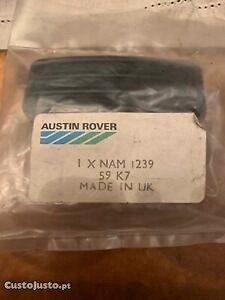 AUSTIN ROVER
1 X NAM 1239
59 K7
MADE IN UK
CustoJusto.pt